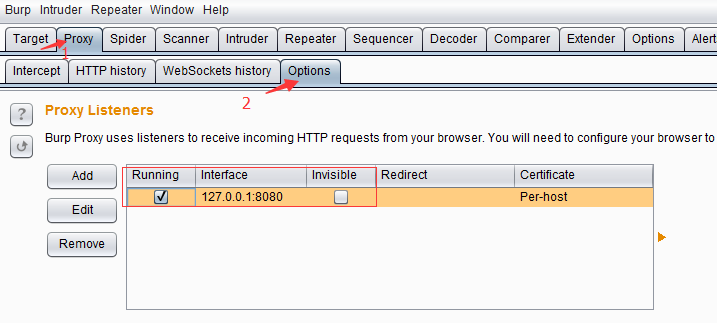 Burp Intruder Repeater Window Help
Target Proxy Spider Scanner Intruder Repeater Sequencer Decoder Comparer Extender Options Alert
1
Intercept HTTP history WebSockets history Options
2
? Proxy Listeners
Burp Proxy uses listeners to receive incoming HTTP requests from your browser. You will need to configure your browser to
Add Running Interface Invisible Redirect Certificate
127.0.0.1:8080 Per-host
Edit
Remove